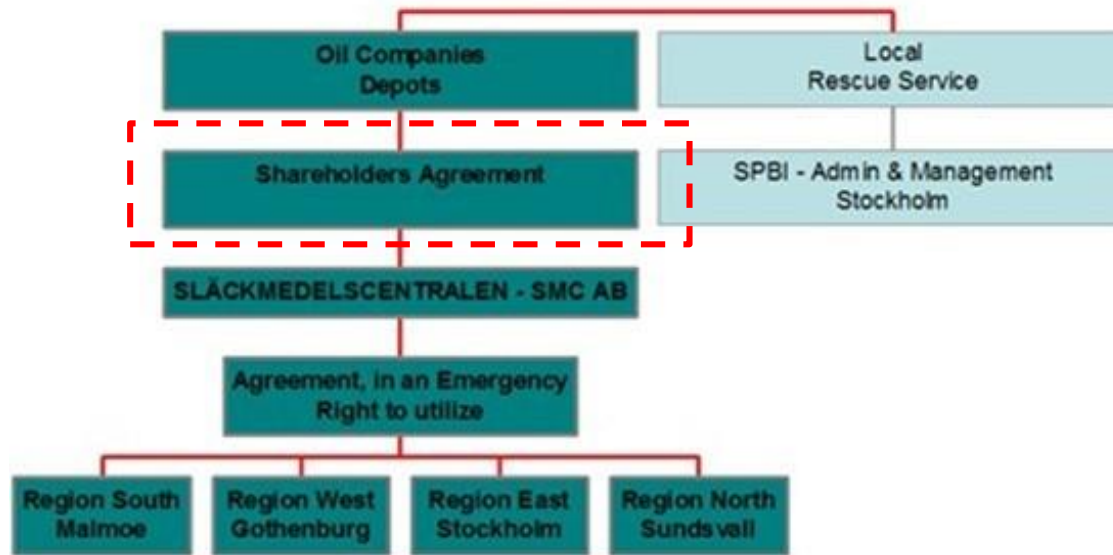 Oil Companies
Depots
Local
Rescue Service
Shareholders Agreement
SPBI - Admin & Management
Stockholm
SLÄCKMEDELSCENTRALEN - SMC AB
Agreement, in an Emergency
Right to utilize
Region South
Malmoe
Region West
Gothenburg
Region East
Stockholm
Region North
Sundsvall